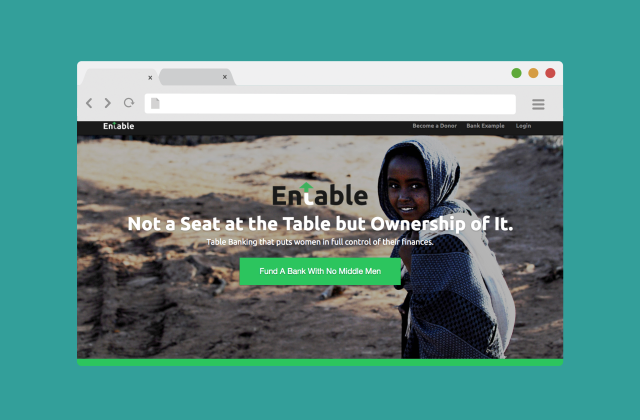 Entable
Become a Donor
Bank Example
Login
Entable
Not a Seat at the Table but Ownership of It.
Table Banking that puts women in full control of their finances.
Fund A Bank With No Middle Men